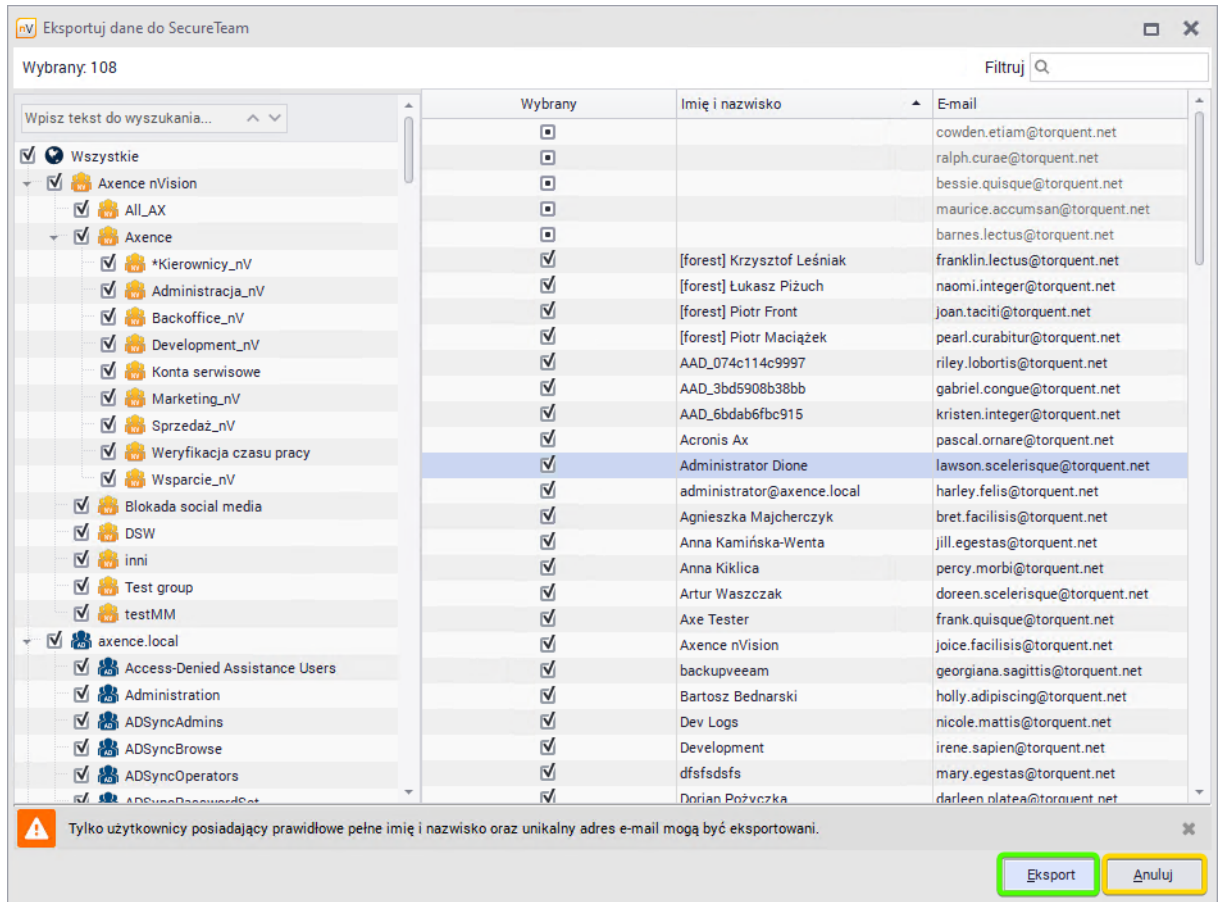 nV Eksportuj dane do SecureTeam
Wybrany: 108
Filtruj
Wpisz tekst do wyszukania...
Wszystkie
Axence nVision
All_AX
Axence
*Kierownicy_nV
Administracja_nV
Backoffice_nV
Development_nV
Konta serwisowe
Marketing_nV
Sprzedaż_nV
Weryfikacja czasu pracy
Wsparcie_nV
Blokada social media
DSW
inni
Test group
testMM
axence.local
Access-Denied Assistance Users
Administration
ADSyncAdmins
ADSyncBrowse
ADSyncOperators
ADSyncPasswordSet
Wybrany Imię i nazwisko E-mail
cowden.etiam@torquent.net
ralph.curae@torquent.net
bessie.quisque@torquent.net
maurice.accumsan@torquent.net
barnes.lectus@torquent.net
[forest] Krzysztof Leśniak franklin.lectus@torquent.net
[forest] Łukasz Piżuch naomi.integer@torquent.net
[forest] Piotr Front joan.taciti@torquent.net
[forest] Piotr Maciążek pearl.curabitur@torquent.net
AAD_074c114c9997 riley.lobortis@torquent.net
AAD_3bd5908b38bb gabriel.congue@torquent.net
AAD_6bdab6fbc915 kristen.integer@torquent.net
Acronis Ax pascal.ornare@torquent.net
Administrator Dione lawson.scelerisque@torquent.net
administrator@axence.local harley.felis@torquent.net
Agnieszka Majcherczyk bret.facilisis@torquent.net
Anna Kamińska-Wenta jill.egestas@torquent.net
Anna Kiklica percy.morbi@torquent.net
Artur Waszczak doreen.scelerisque@torquent.net
Axe Tester frank.quisque@torquent.net
Axence nVision joice.facilisis@torquent.net
backupveeam georgiana.sagittis@torquent.net
Bartosz Bednarski holly.adipiscing@torquent.net
Dev Logs nicole.mattis@torquent.net
Development irene.sapien@torquent.net
dfsfsdsfs mary.egestas@torquent.net
Dorian Pożyczka darleen.platea@torquent.net
Tylko użytkownicy posiadający prawidłowe pełne imię i nazwisko oraz unikalny adres e-mail mogą być eksportowani.
Eksport Anuluj